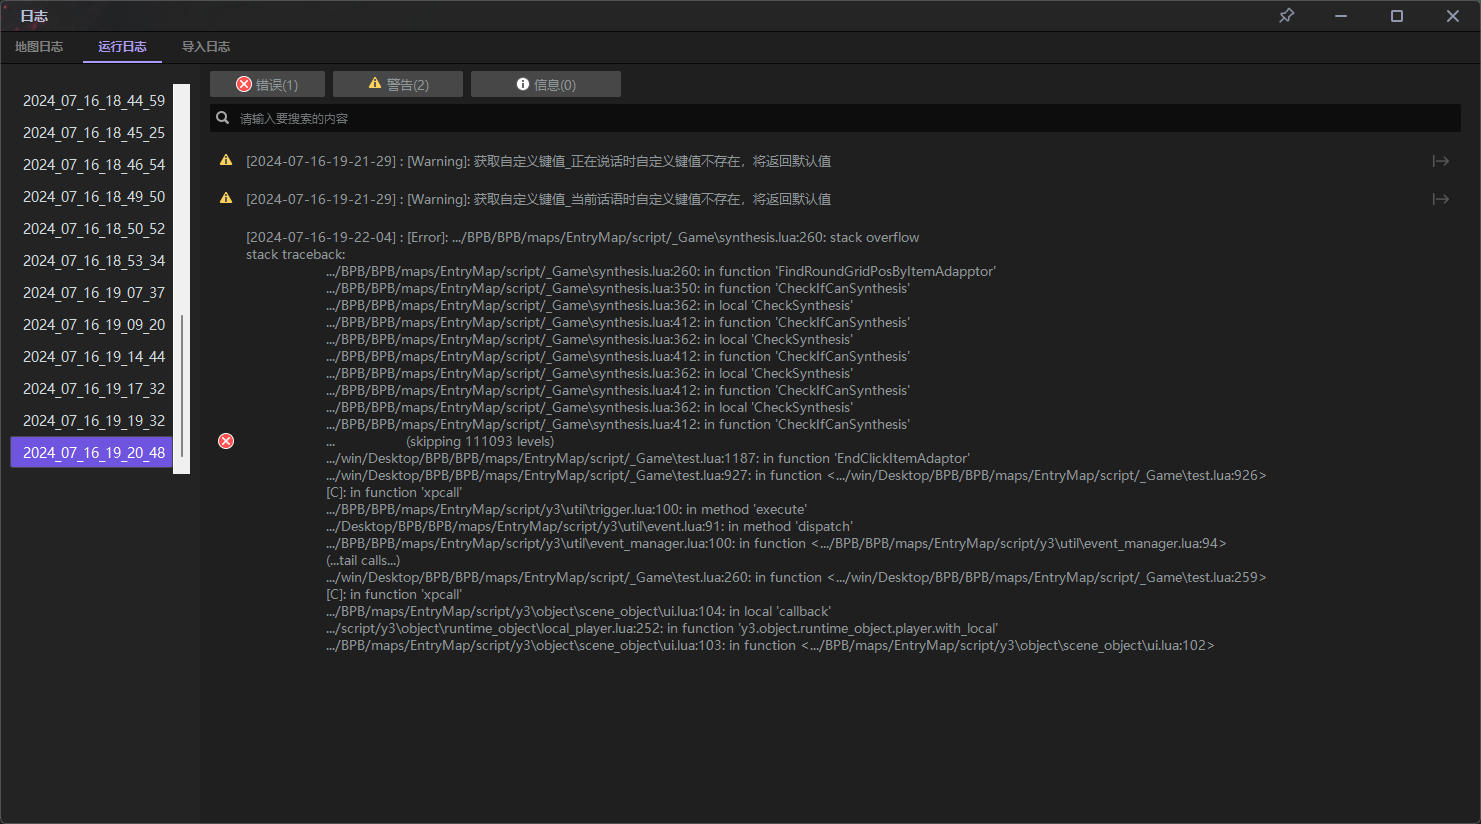 日志
地图日志 运行日志 导入日志
错误(1) 警告(2) 信息(0)
请输入要搜索的内容
2024_07_16_18_44_59
2024_07_16_18_45_25
2024_07_16_18_46_54
2024_07_16_18_49_50
2024_07_16_18_50_52
2024_07_16_18_53_34
2024_07_16_19_07_37
2024_07_16_19_09_20
2024_07_16_19_14_44
2024_07_16_19_17_32
2024_07_16_19_19_32
2024_07_16_19_20_48
[2024-07-16-19-21-29] : [Warning]: 获取自定义键值_正在说话时自定义键值不存在，将返回默认值
[2024-07-16-19-21-29] : [Warning]: 获取自定义键值_当前话语时自定义键值不存在，将返回默认值
[2024-07-16-19-22-04] : [Error]: .../BPB/BPB/maps/EntryMap/script/_Game\synthesis.lua:260: stack overflow
stack traceback:
.../BPB/BPB/maps/EntryMap/script/_Game\synthesis.lua:260: in function 'FindRoundGridPosByItemAdapptor'
.../BPB/BPB/maps/EntryMap/script/_Game\synthesis.lua:350: in function 'CheckIfCanSynthesis'
.../BPB/BPB/maps/EntryMap/script/_Game\synthesis.lua:362: in local 'CheckSynthesis'
.../BPB/BPB/maps/EntryMap/script/_Game\synthesis.lua:412: in function 'CheckIfCanSynthesis'
.../BPB/BPB/maps/EntryMap/script/_Game\synthesis.lua:362: in local 'CheckSynthesis'
.../BPB/BPB/maps/EntryMap/script/_Game\synthesis.lua:412: in function 'CheckIfCanSynthesis'
.../BPB/BPB/maps/EntryMap/script/_Game\synthesis.lua:362: in local 'CheckSynthesis'
.../BPB/BPB/maps/EntryMap/script/_Game\synthesis.lua:412: in function 'CheckIfCanSynthesis'
.../BPB/BPB/maps/EntryMap/script/_Game\synthesis.lua:362: in local 'CheckSynthesis'
.../BPB/BPB/maps/EntryMap/script/_Game\synthesis.lua:412: in function 'CheckIfCanSynthesis'
... (skipping 111093 levels)
.../win/Desktop/BPB/BPB/maps/EntryMap/script/_Game\test.lua:1187: in function 'EndClickItemAdaptor'
.../win/Desktop/BPB/BPB/maps/EntryMap/script/_Game\test.lua:927: in function <.../win/Desktop/BPB/BPB/maps/EntryMap/script/_Game\test.lua:926>
[C]: in function 'xpcall'
.../BPB/BPB/maps/EntryMap/script/y3\util\trigger.lua:100: in method 'execute'
.../Desktop/BPB/BPB/maps/EntryMap/script/y3\util\event.lua:91: in method 'dispatch'
.../BPB/BPB/maps/EntryMap/script/y3\util\event_manager.lua:100: in function <.../BPB/BPB/maps/EntryMap/script/y3\util\event_manager.lua:94>
(...tail calls...)
.../win/Desktop/BPB/BPB/maps/EntryMap/script/_Game\test.lua:260: in function <.../win/Desktop/BPB/BPB/maps/EntryMap/script/_Game\test.lua:259>
[C]: in function 'xpcall'
.../BPB/maps/EntryMap/script/y3\object\scene_object\ui.lua:104: in local 'callback'
.../script/y3\object\runtime_object\local_player.lua:252: in function 'y3.object.runtime_object.player.with_local'
.../BPB/maps/EntryMap/script/y3\object\scene_object\ui.lua:103: in function <.../BPB/maps/EntryMap/script/y3\object\scene_object\ui.lua:102>